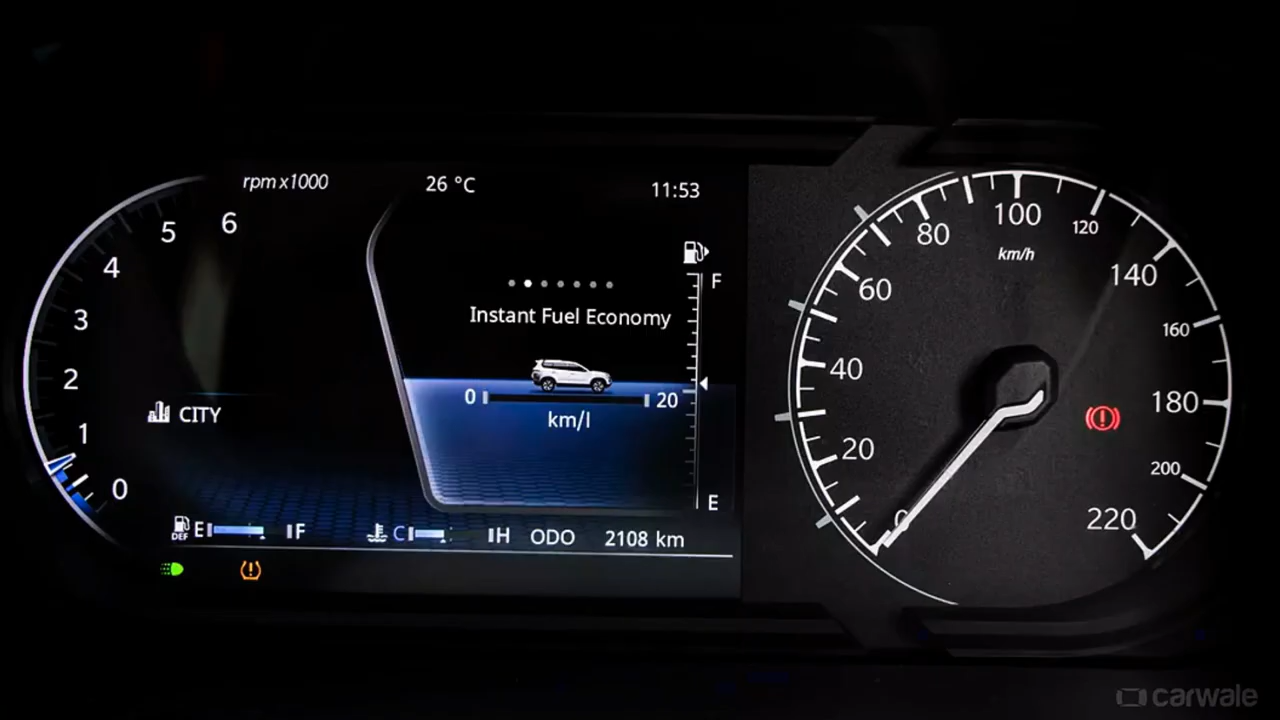 rpm x1000
26 °C
11:53
6
5
4
3
2
1
0
CITY
Instant Fuel Economy
0 20
km/l
F
E
DEF E F
C H
ODO 2108 km
0
20
40
60
80
100
120
140
160
180
200
220
km/h
carwale